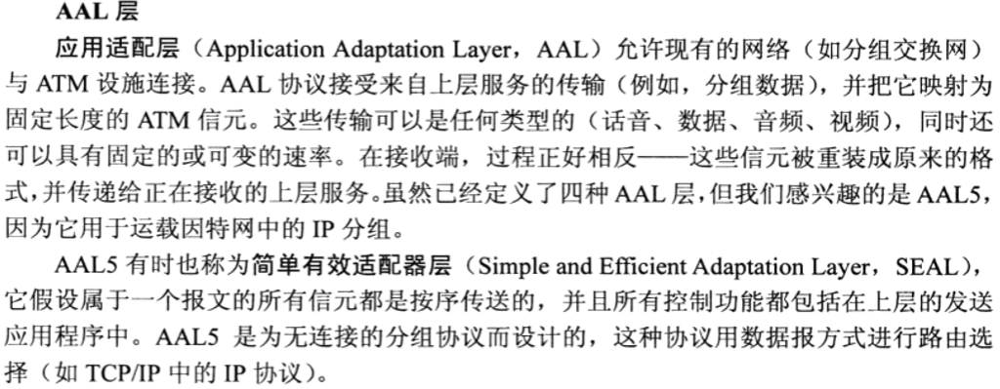 AAL 层
应用适配层（Application Adaptation Layer，AAL）允许现有的网络（如分组交换网）
与 ATM 设施连接。AAL 协议接受来自上层服务的传输（例如，分组数据），并把它映射为
固定长度的 ATM 信元。这些传输可以是任何类型的（话音、数据、音频、视频），同时还
可以具有固定的或可变的速率。在接收端，过程正好相反——这些信元被重装成原来的格
式，并传递给正在接收的上层服务。虽然已经定义了四种 AAL 层，但我们感兴趣的是 AAL5，
因为它用于运载因特网中的 IP 分组。
AAL5 有时也称为简单有效适配器层（Simple and Efficient Adaptation Layer，SEAL），
它假设属于一个报文的所有信元都是按序传送的，并且所有控制功能都包括在上层的发送
应用程序中。AAL5 是为无连接的分组协议而设计的，这种协议用数据报方式进行路由选
择（如 TCP/IP 中的 IP 协议）。